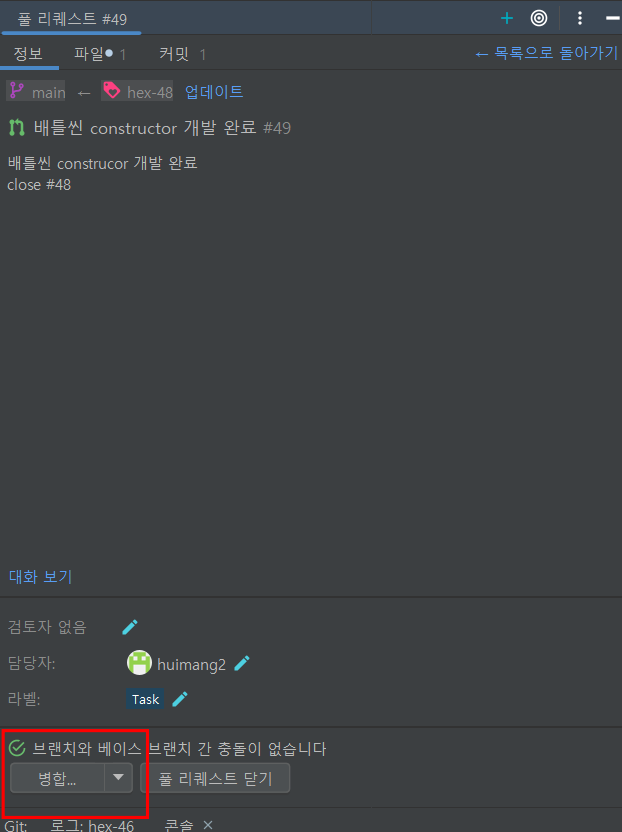 풀 리퀘스트 #49
정보 파일 1 커밋 1 ← 목록으로 돌아가기
main ← hex-48 업데이트
배틀씬 constructor 개발 완료 #49
배틀씬 construcor 개발 완료
close #48
대화 보기
검토자 없음
담당자: huimang2
라벨: Task
브랜치와 베이스 브랜치 간 충돌이 없습니다
병합... 풀 리퀘스트 닫기
Git: 로그: hex-46 콘솔 ×